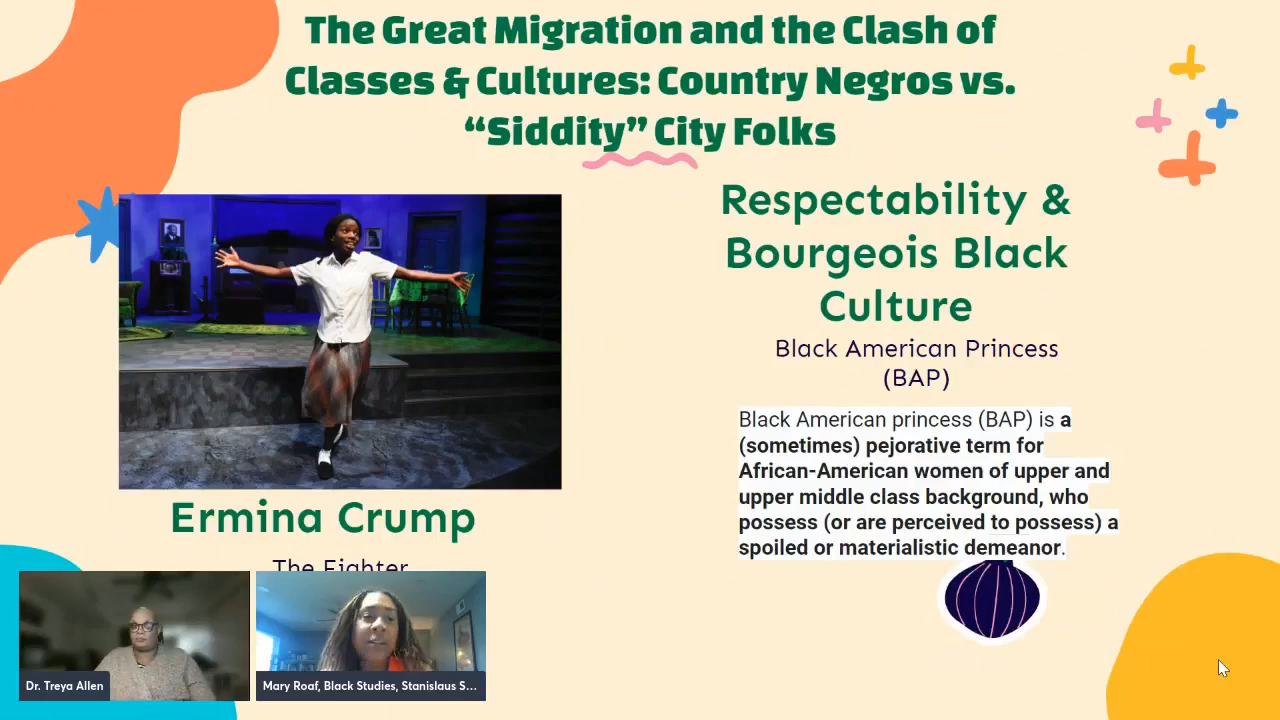 The Great Migration and the Clash of
Classes & Cultures: Country Negros vs.
“Siddity” City Folks
Respectability &
Bourgeois Black
Culture
Black American Princess
(BAP)
Black American princess (BAP) is a
(sometimes) pejorative term for
African-American women of upper and
upper middle class background, who
possess (or are perceived to possess) a
spoiled or materialistic demeanor.
Ermina Crump
The Fighter
Dr. Treya Allen
Mary Roaf, Black Studies, Stanislaus S...